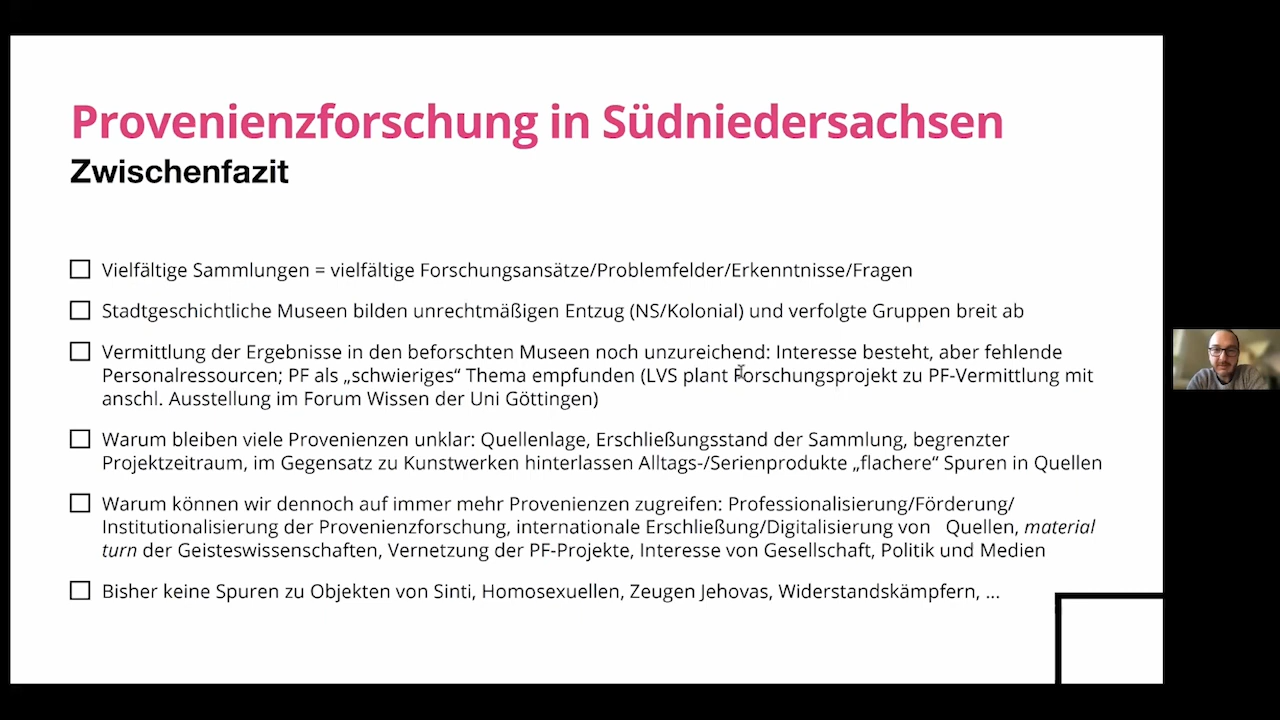 Provenienzforschung in Südniedersachsen
Zwischenfazit
Vielfältige Sammlungen = vielfältige Forschungsansätze/Problemfelder/Erkenntnisse/Fragen
Stadtgeschichtliche Museen bilden unrechtmäßigen Entzug (NS/Kolonial) und verfolgte Gruppen breit ab
Vermittlung der Ergebnisse in den beforschten Museen noch unzureichend: Interesse besteht, aber fehlende
Personalressourcen; PF als „schwieriges“ Thema empfunden (LVS plant Forschungsprojekt zu PF-Vermittlung mit
anschl. Ausstellung im Forum Wissen der Uni Göttingen)
Warum bleiben viele Provenienzen unklar: Quellenlage, Erschließungsstand der Sammlung, begrenzter
Projektzeitraum, im Gegensatz zu Kunstwerken hinterlassen Alltags-/Serienprodukte „flachere“ Spuren in Quellen
Warum können wir dennoch auf immer mehr Provenienzen zugreifen: Professionalisierung/Förderung/
Institutionalisierung der Provenienzforschung, internationale Erschließung/Digitalisierung von Quellen, material
turn der Geisteswissenschaften, Vernetzung der PF-Projekte, Interesse von Gesellschaft, Politik und Medien
Bisher keine Spuren zu Objekten von Sinti, Homosexuellen, Zeugen Jehovas, Widerstandskämpfern, ...